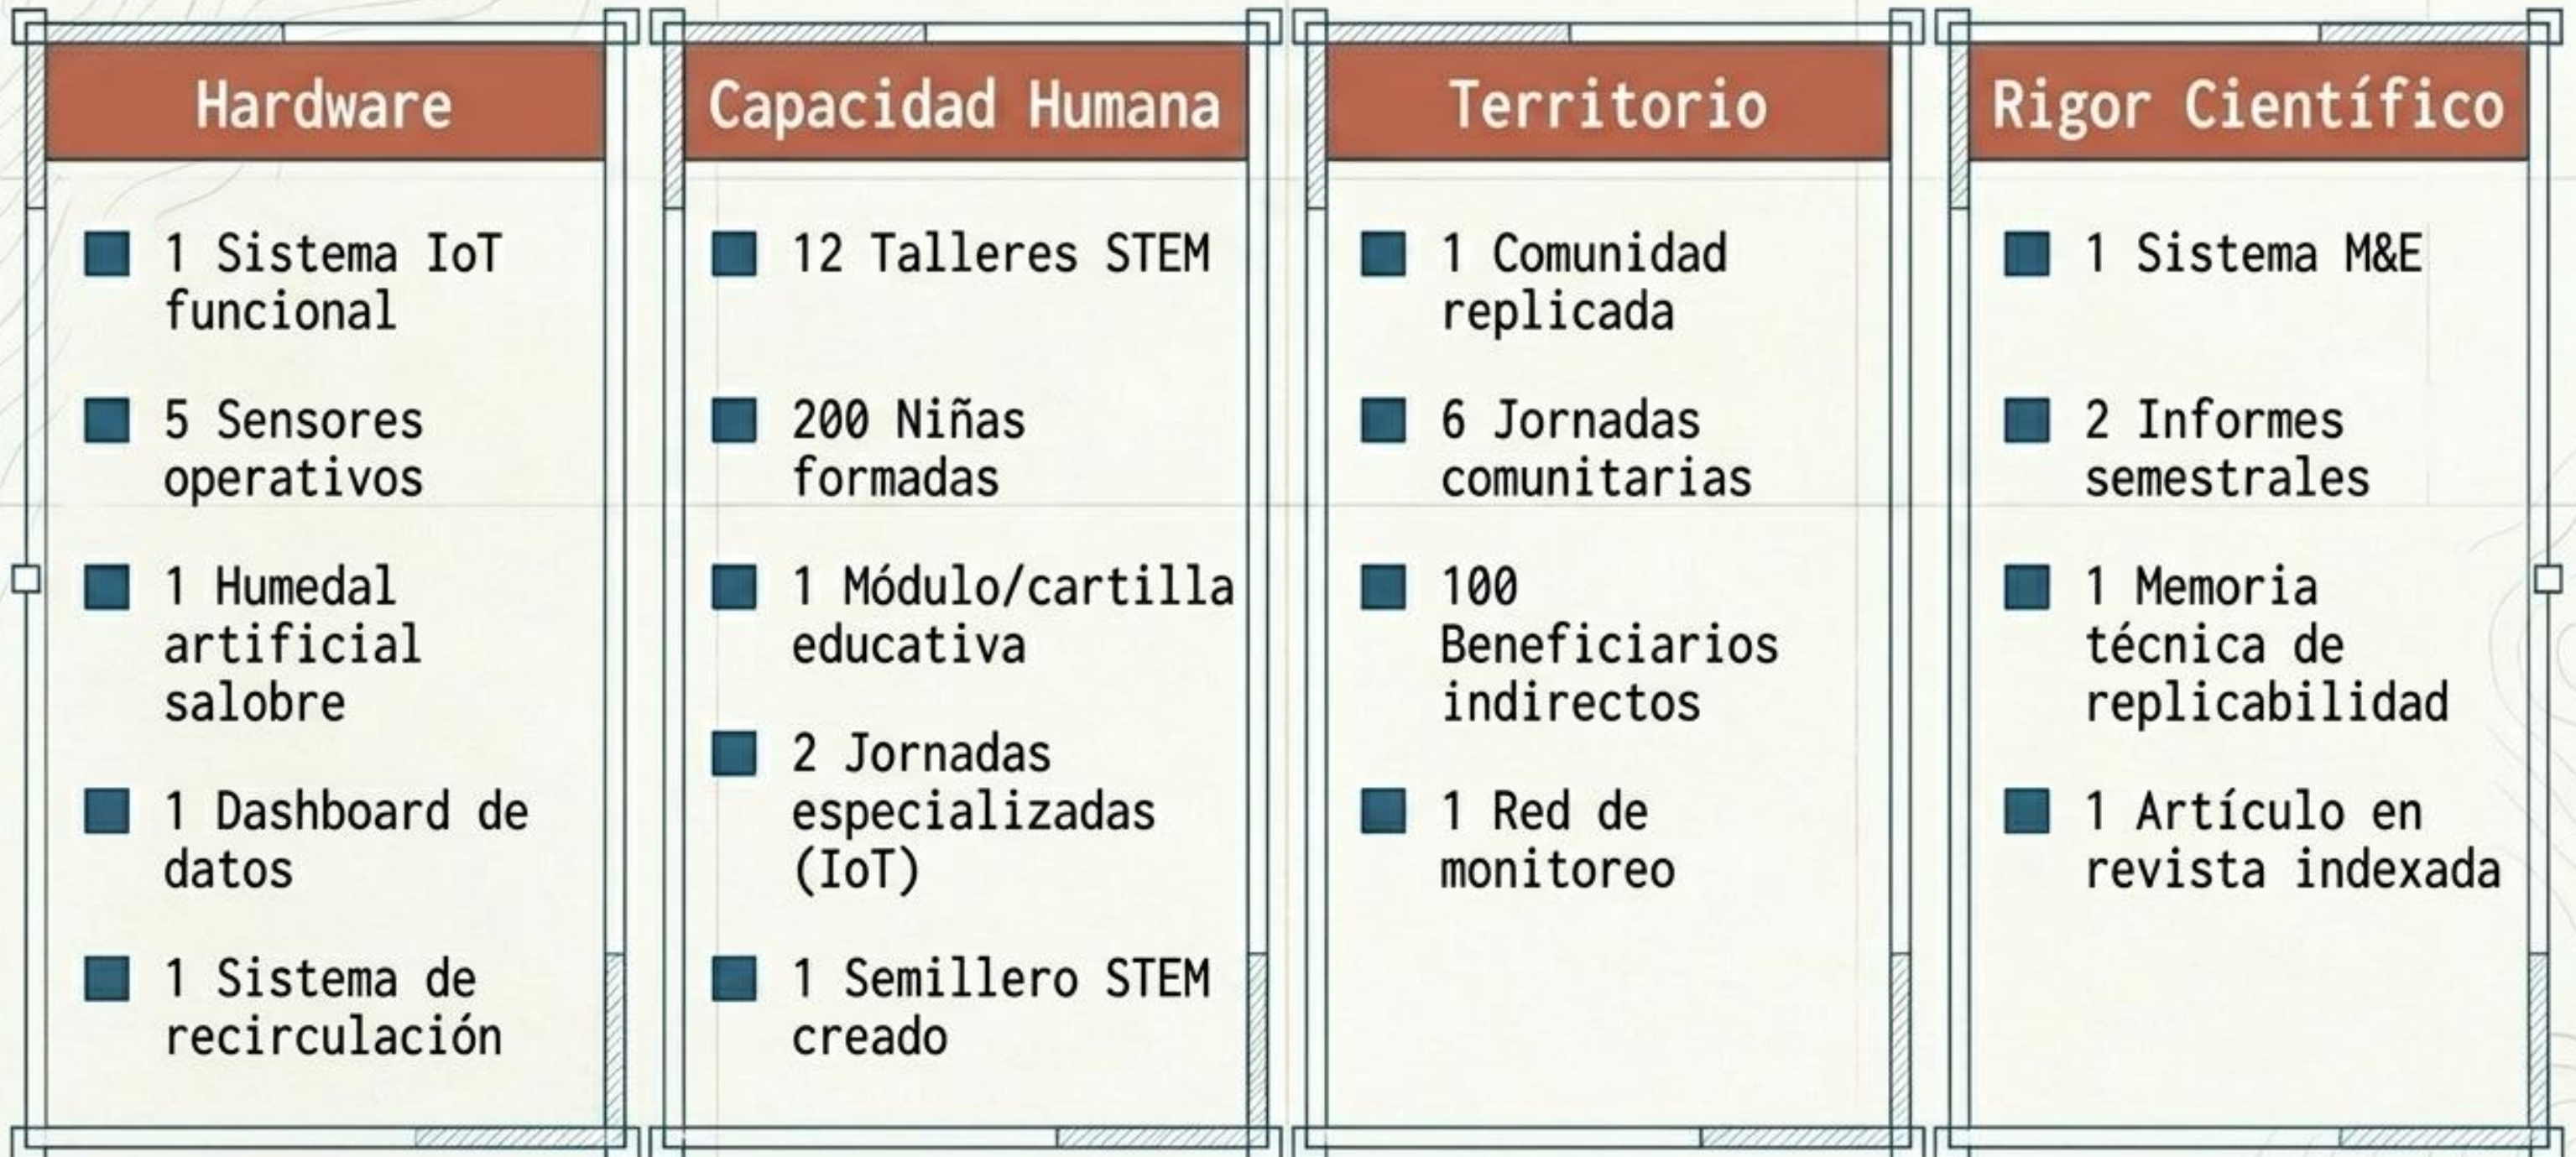 Hardware
1 Sistema IoT
funcional
5 Sensores
operativos
1 Humedal
artificial
salobre
1 Dashboard de
datos
1 Sistema de
recirculación
Capacidad Humana
12 Talleres STEM
200 Niñas
formadas
1 Módulo/cartilla
educativa
2 Jornadas
especializadas
(IoT)
1 Semillero STEM
creado
Territorio
1 Comunidad
replicada
6 Jornadas
comunitarias
100
Beneficiarios
indirectos
1 Red de
monitoreo
Rigor Científico
1 Sistema M&E
2 Informes
semestrales
1 Memoria
técnica de
replicabilidad
1 Artículo en
revista indexada